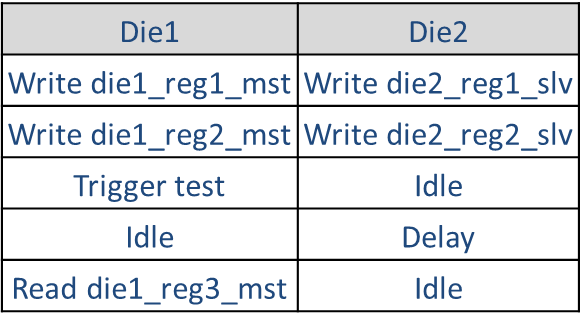 Die1 Die2
Write die1_reg1_mst Write die2_reg1_slv
Write die1_reg2_mst Write die2_reg2_slv
Trigger test Idle
Idle Delay
Read die1_reg3_mst Idle